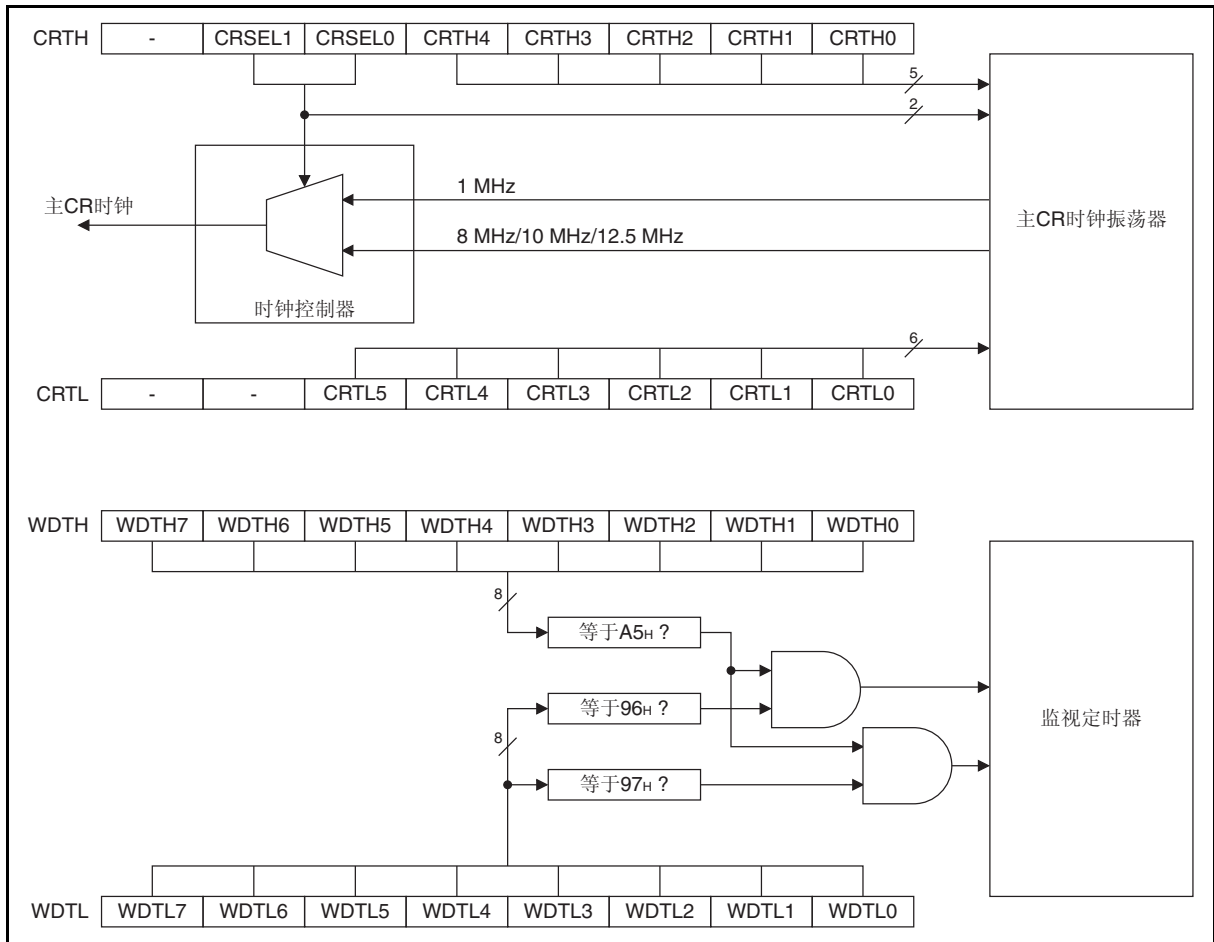 CRTH - CRSEL1 CRSEL0 CRTH4 CRTH3 CRTH2 CRTH1 CRTH0
5
2
1 MHz
主CR时钟
8 MHz/10 MHz/12.5 MHz
主CR时钟振荡器
时钟控制器
6
CRTL - - CRTL5 CRTL4 CRTL3 CRTL2 CRTL1 CRTL0
WDTH WDTH7 WDTH6 WDTH5 WDTH4 WDTH3 WDTH2 WDTH1 WDTH0
8
等于A5H ?
等于96H ?
监视定时器
8
等于97H ?
WDTL WDTL7 WDTL6 WDTL5 WDTL4 WDTL3 WDTL2 WDTL1 WDTL0